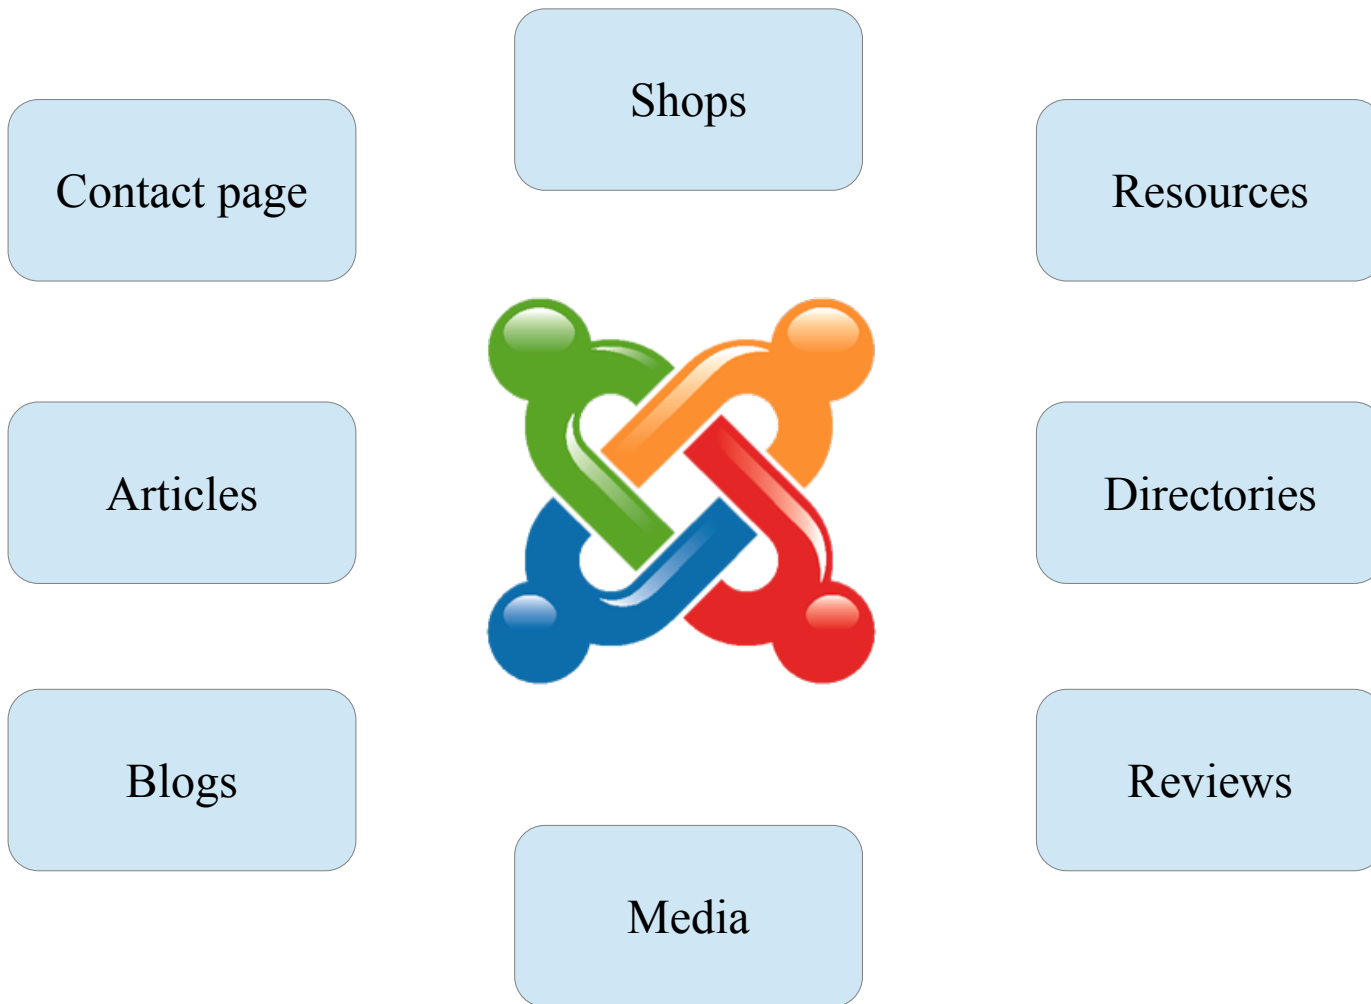 Shops
Contact page
Resources
Articles
Directories
Blogs
Reviews
Media